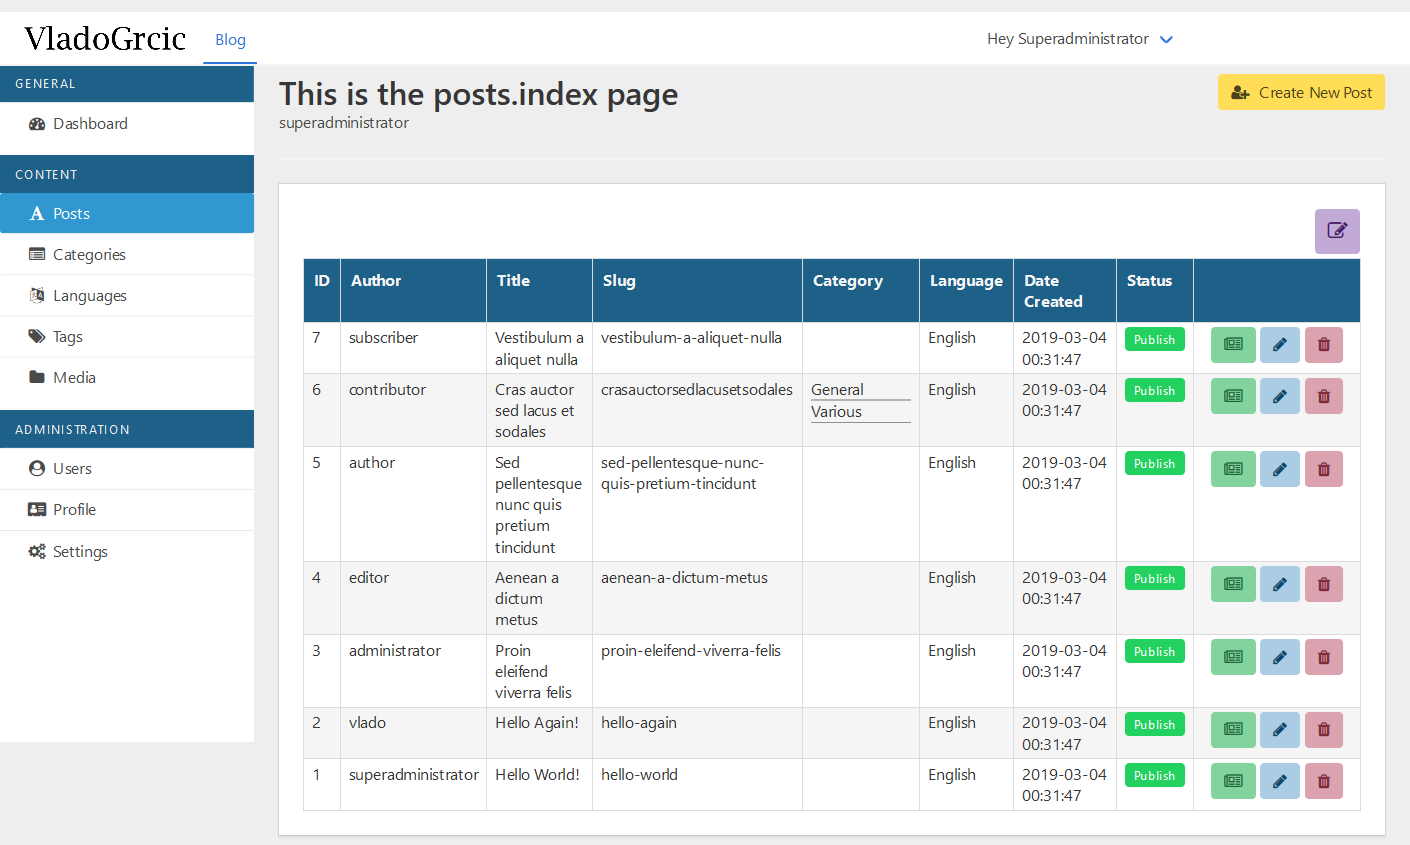 VladoGrcic Blog Hey Superadministrator
GENERAL
Dashboard
CONTENT
Posts
Categories
Languages
Tags
Media
ADMINISTRATION
Users
Profile
Settings
This is the posts.index page
superadministrator
Create New Post
ID Author Title Slug Category Language Date
Created Status
7 subscriber Vestibulum a vestibulum-a-aliquet-nulla English 2019-03-04 Publish
aliquet nulla 00:31:47
6 contributor Cras auctor crasauctorsedlacusetsodales General English 2019-03-04 Publish
sed lacus et Various 00:31:47
sodales
5 author Sed sed-pellentesque-nunc- English 2019-03-04 Publish
pellentesque quis-pretium-tincidunt 00:31:47
nunc quis
pretium
tincidunt
4 editor Aenean a aenean-a-dictum-metus English 2019-03-04 Publish
dictum 00:31:47
metus
3 administrator Proin proin-eleifend-viverra-felis English 2019-03-04 Publish
eleifend 00:31:47
viverra felis
2 vlado Hello Again! hello-again English 2019-03-04 Publish
00:31:47
1 superadministrator Hello World! hello-world English 2019-03-04 Publish
00:31:47